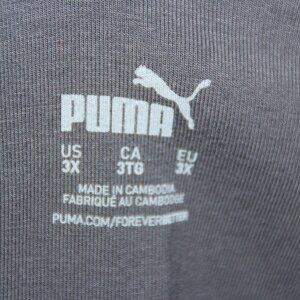 PUMA
US CA EU
3X 3TG 3X
MADE IN CAMBODIA
FABRIQUÉ AU CAMBODGE
PUMA.COM/FOREVERBETTER